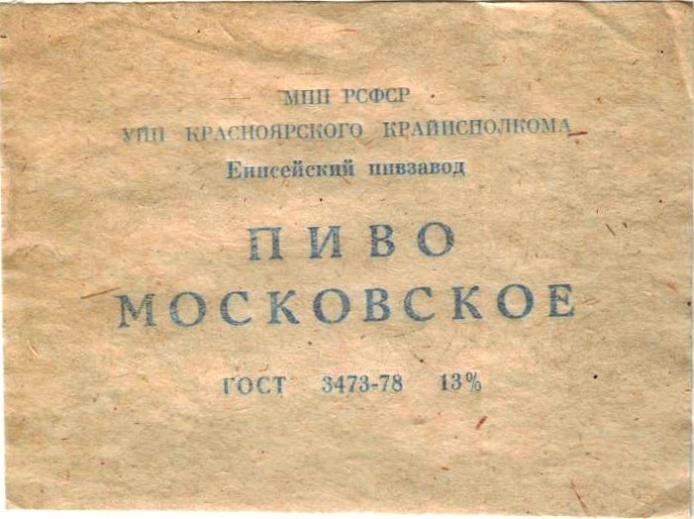 МПП РСФСР
УПП КРАСНОЯРСКОГО КРАЙИСПОЛКОМА
Енисейский пивзавод
ПИВО
МОСКОВСКОЕ
ГОСТ 3473-78 13%